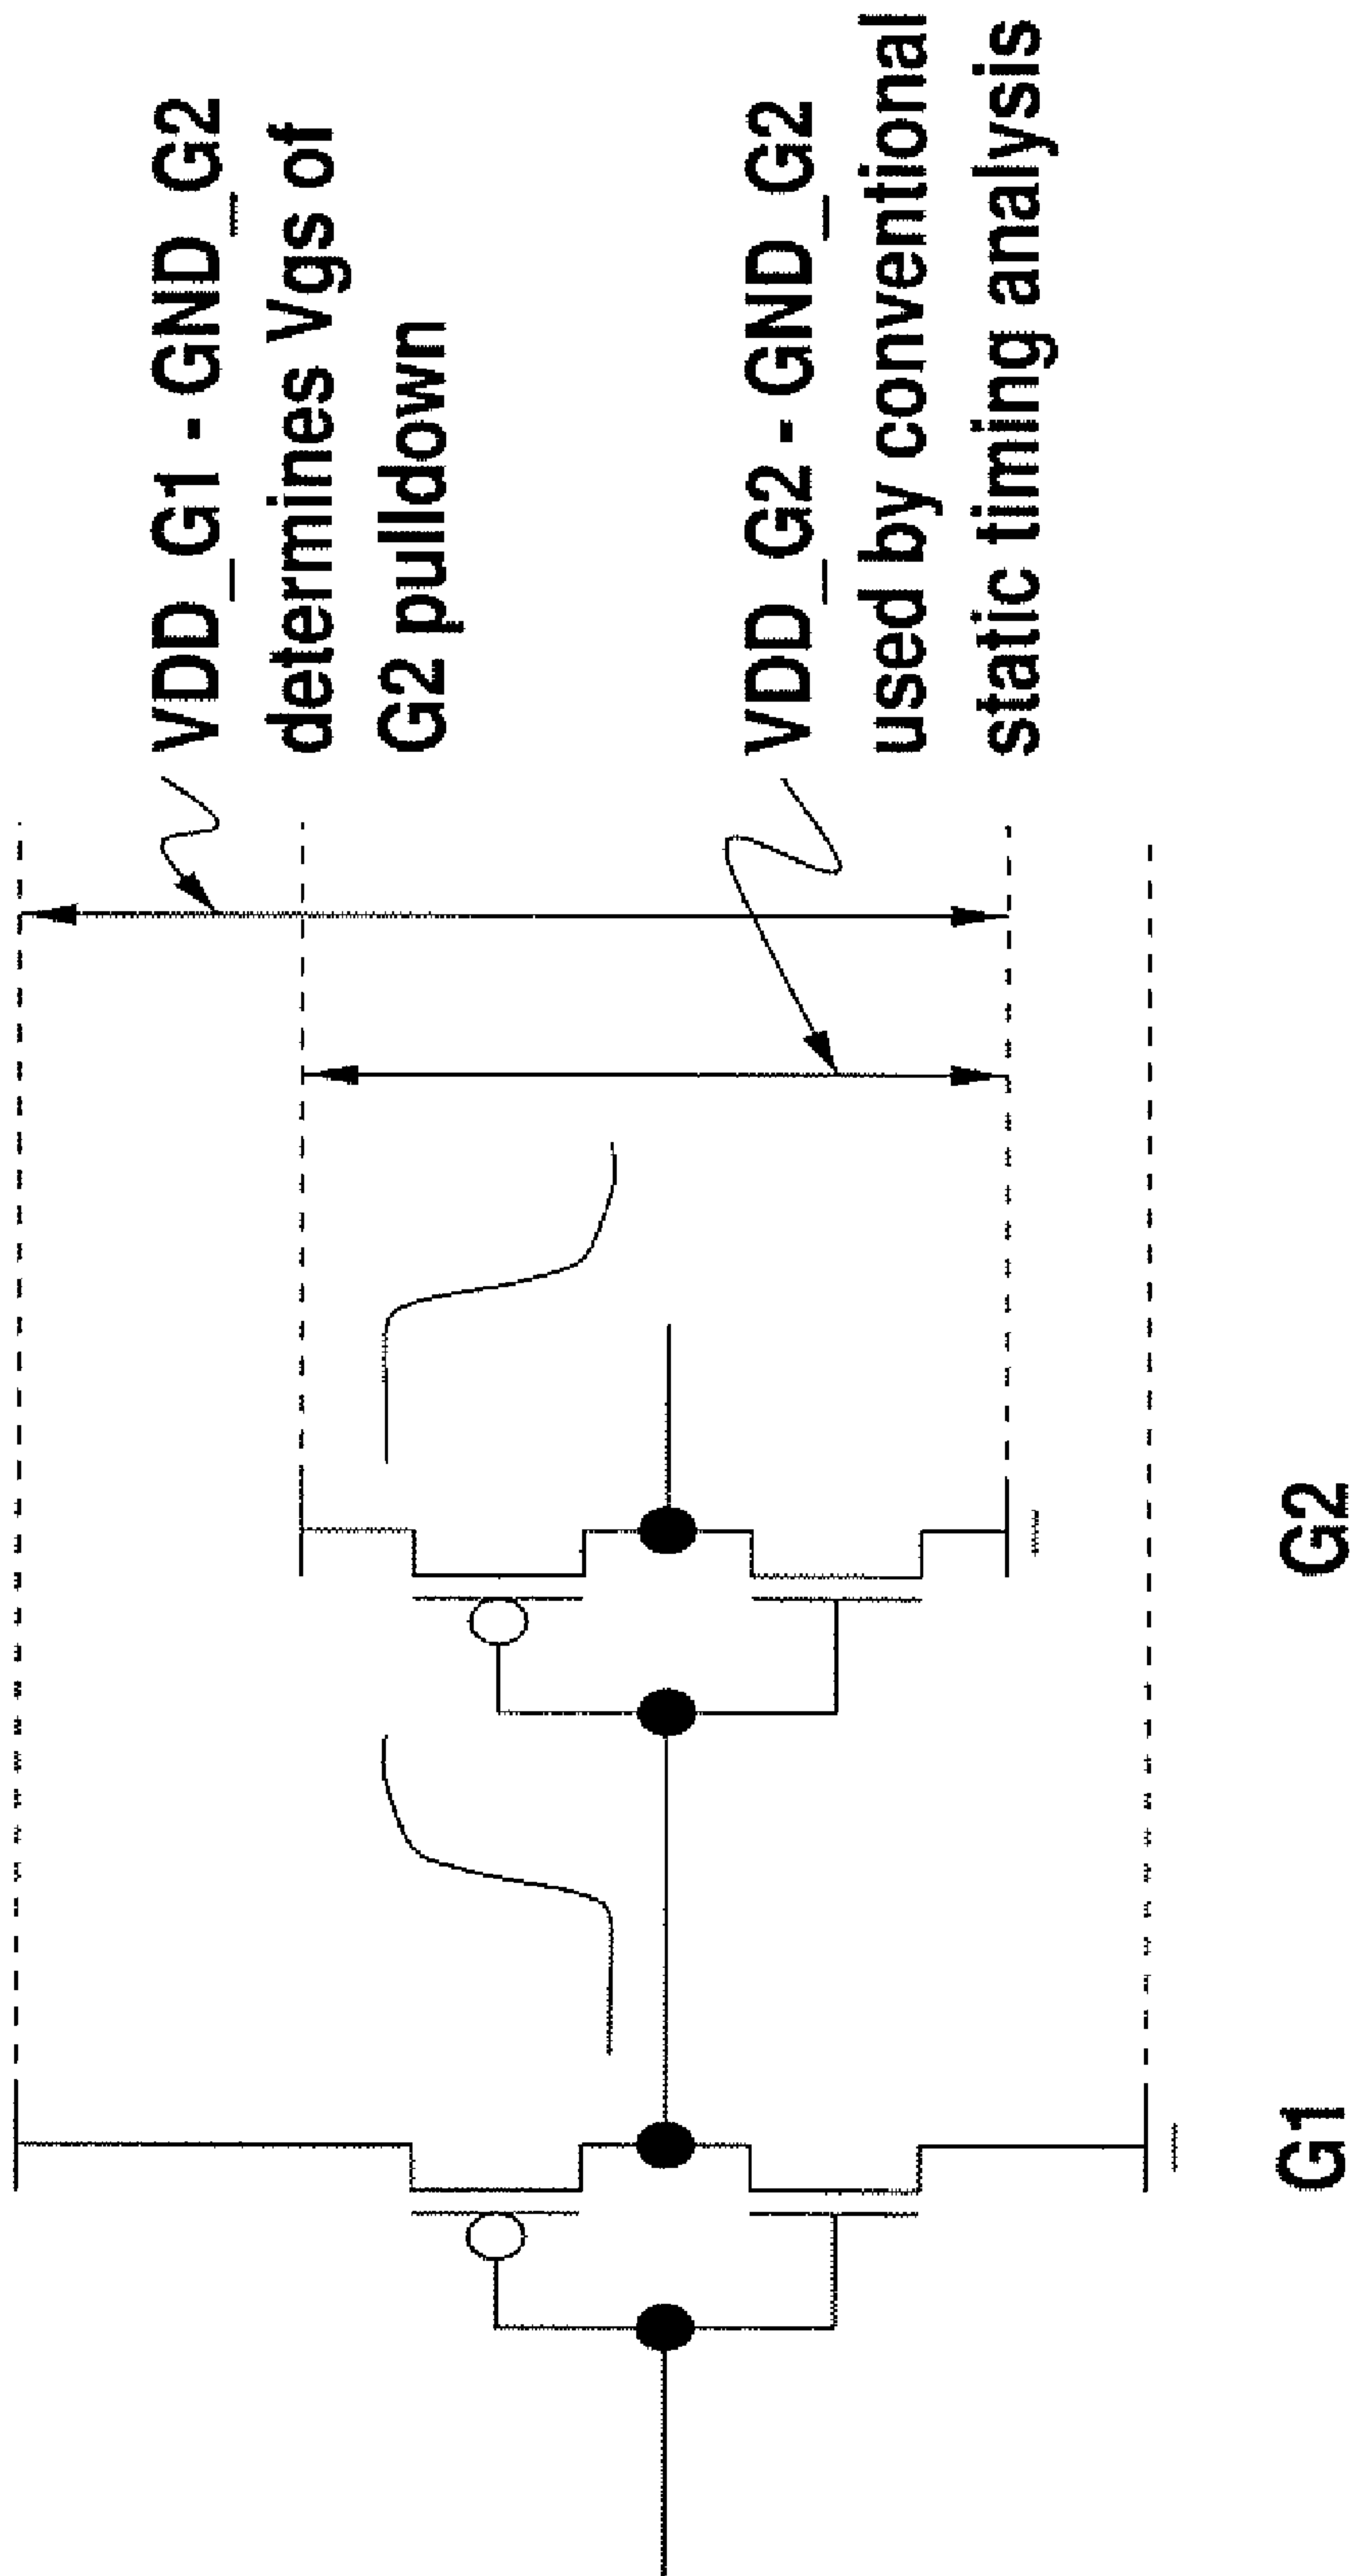 VDD_G1 - GND_G2
determines Vgs of
G2 pulldown
VDD_G2 - GND_G2
used by conventional
static timing analysis
G1
G2